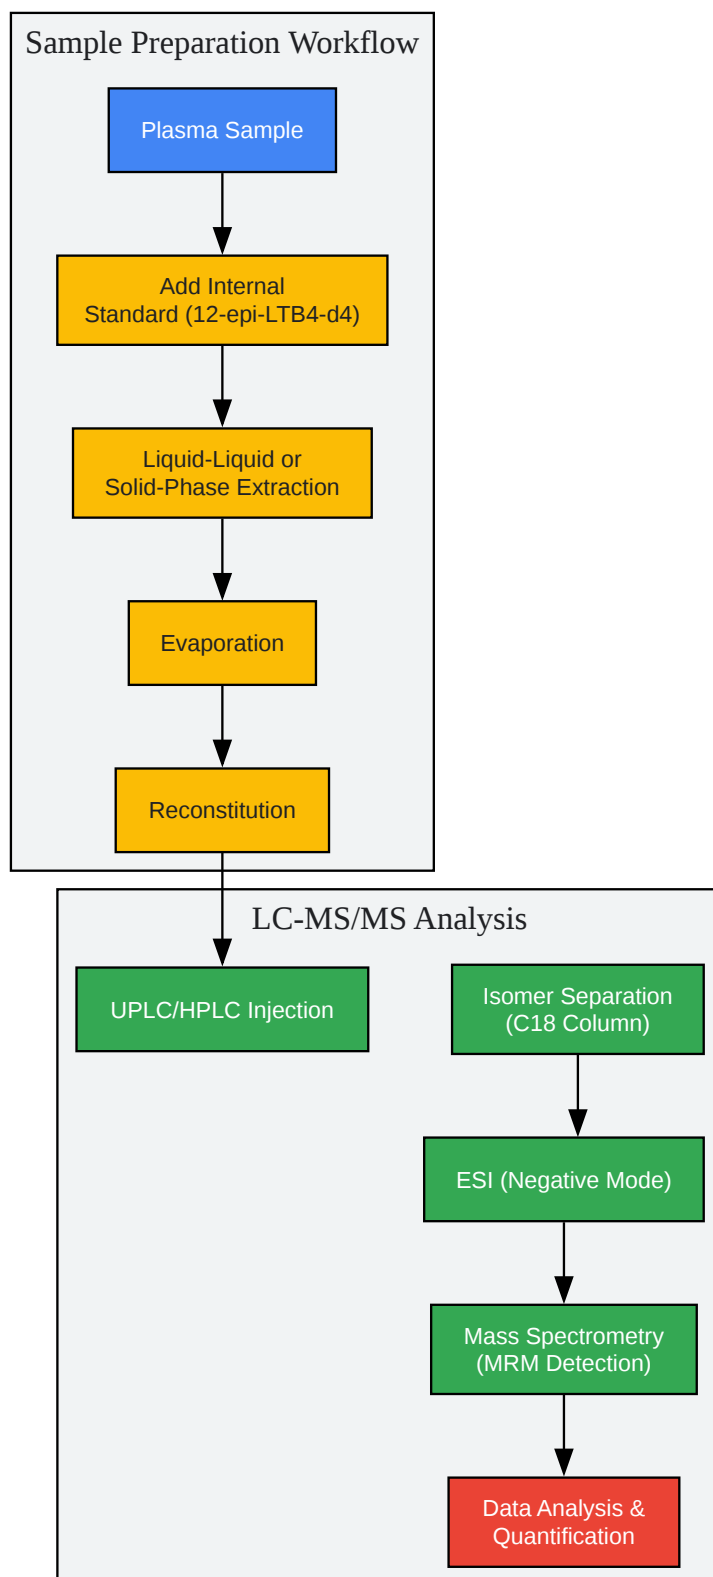 Sample Preparation Workflow
Plasma Sample
Add Internal
Standard (12-epi-LTB4-d4)
Liquid-Liquid or
Solid-Phase Extraction
Evaporation
Reconstitution
LC-MS/MS Analysis
UPLC/HPLC Injection
Isomer Separation
(C18 Column)
ESI (Negative Mode)
Mass Spectrometry
(MRM Detection)
Data Analysis &
Quantification